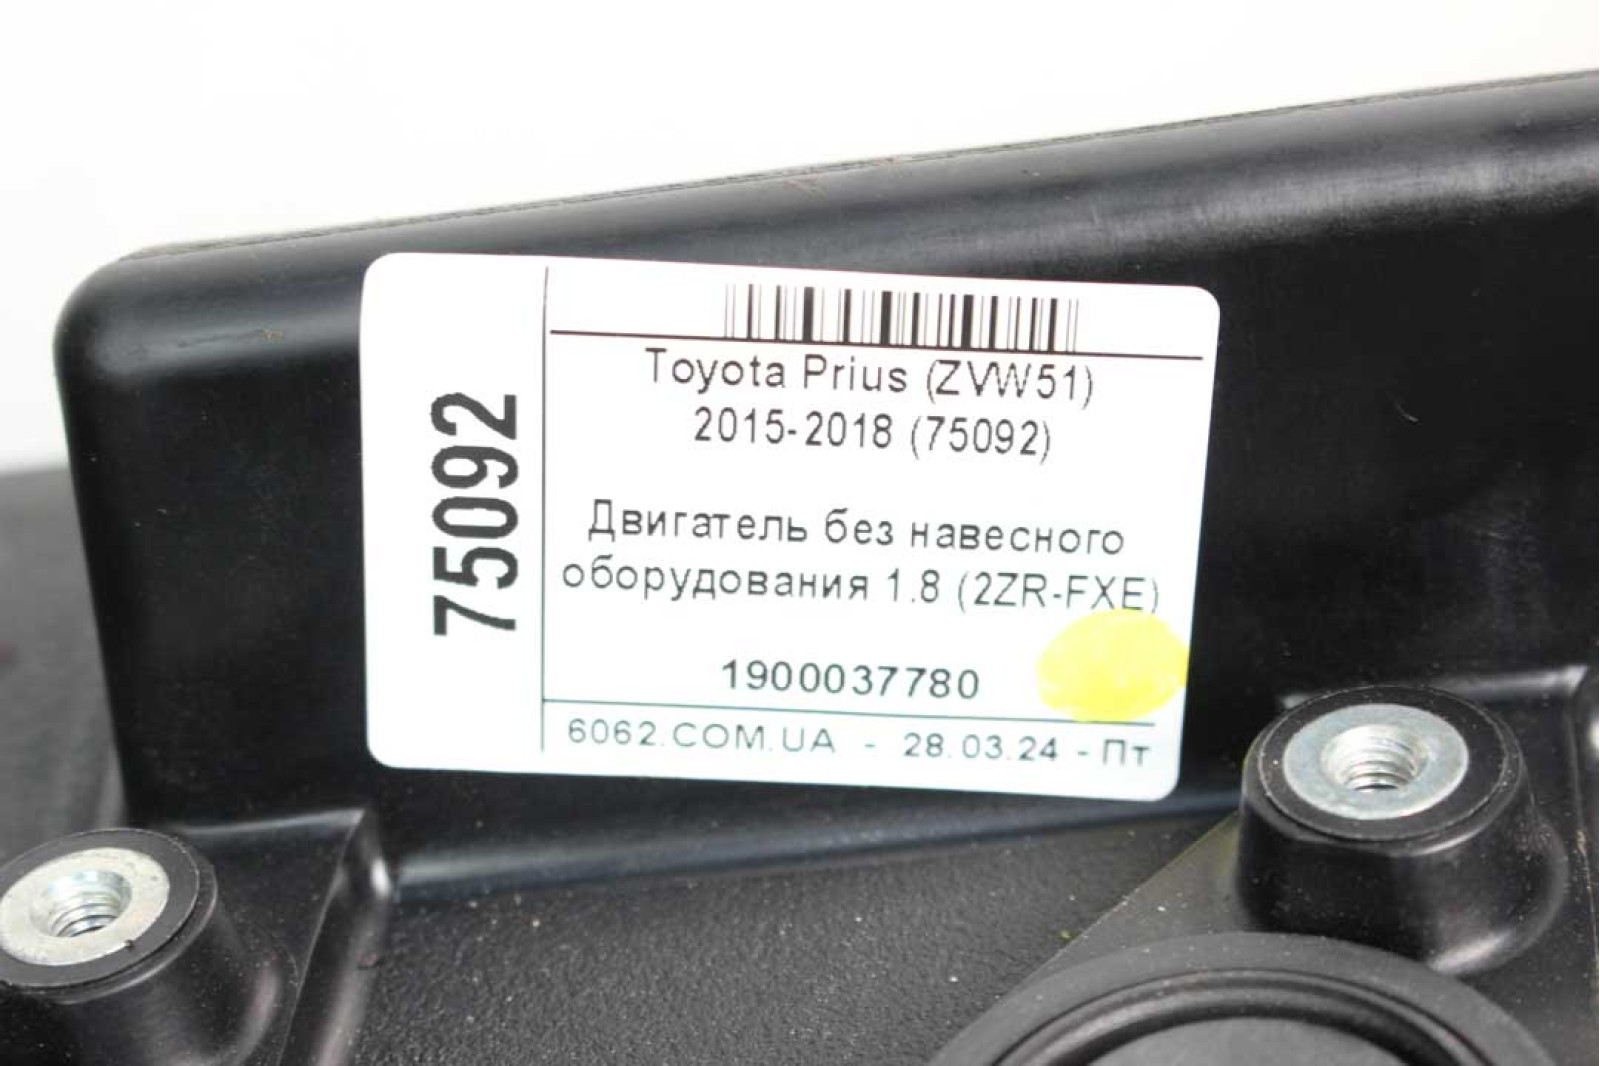 75092
Toyota Prius (ZVW51)
2015-2018 (75092)
Двигатель без навесного
оборудования 1.8 (2ZR-FXE)
1900037780
6062.COM.UA - 28.03.24 - Пт